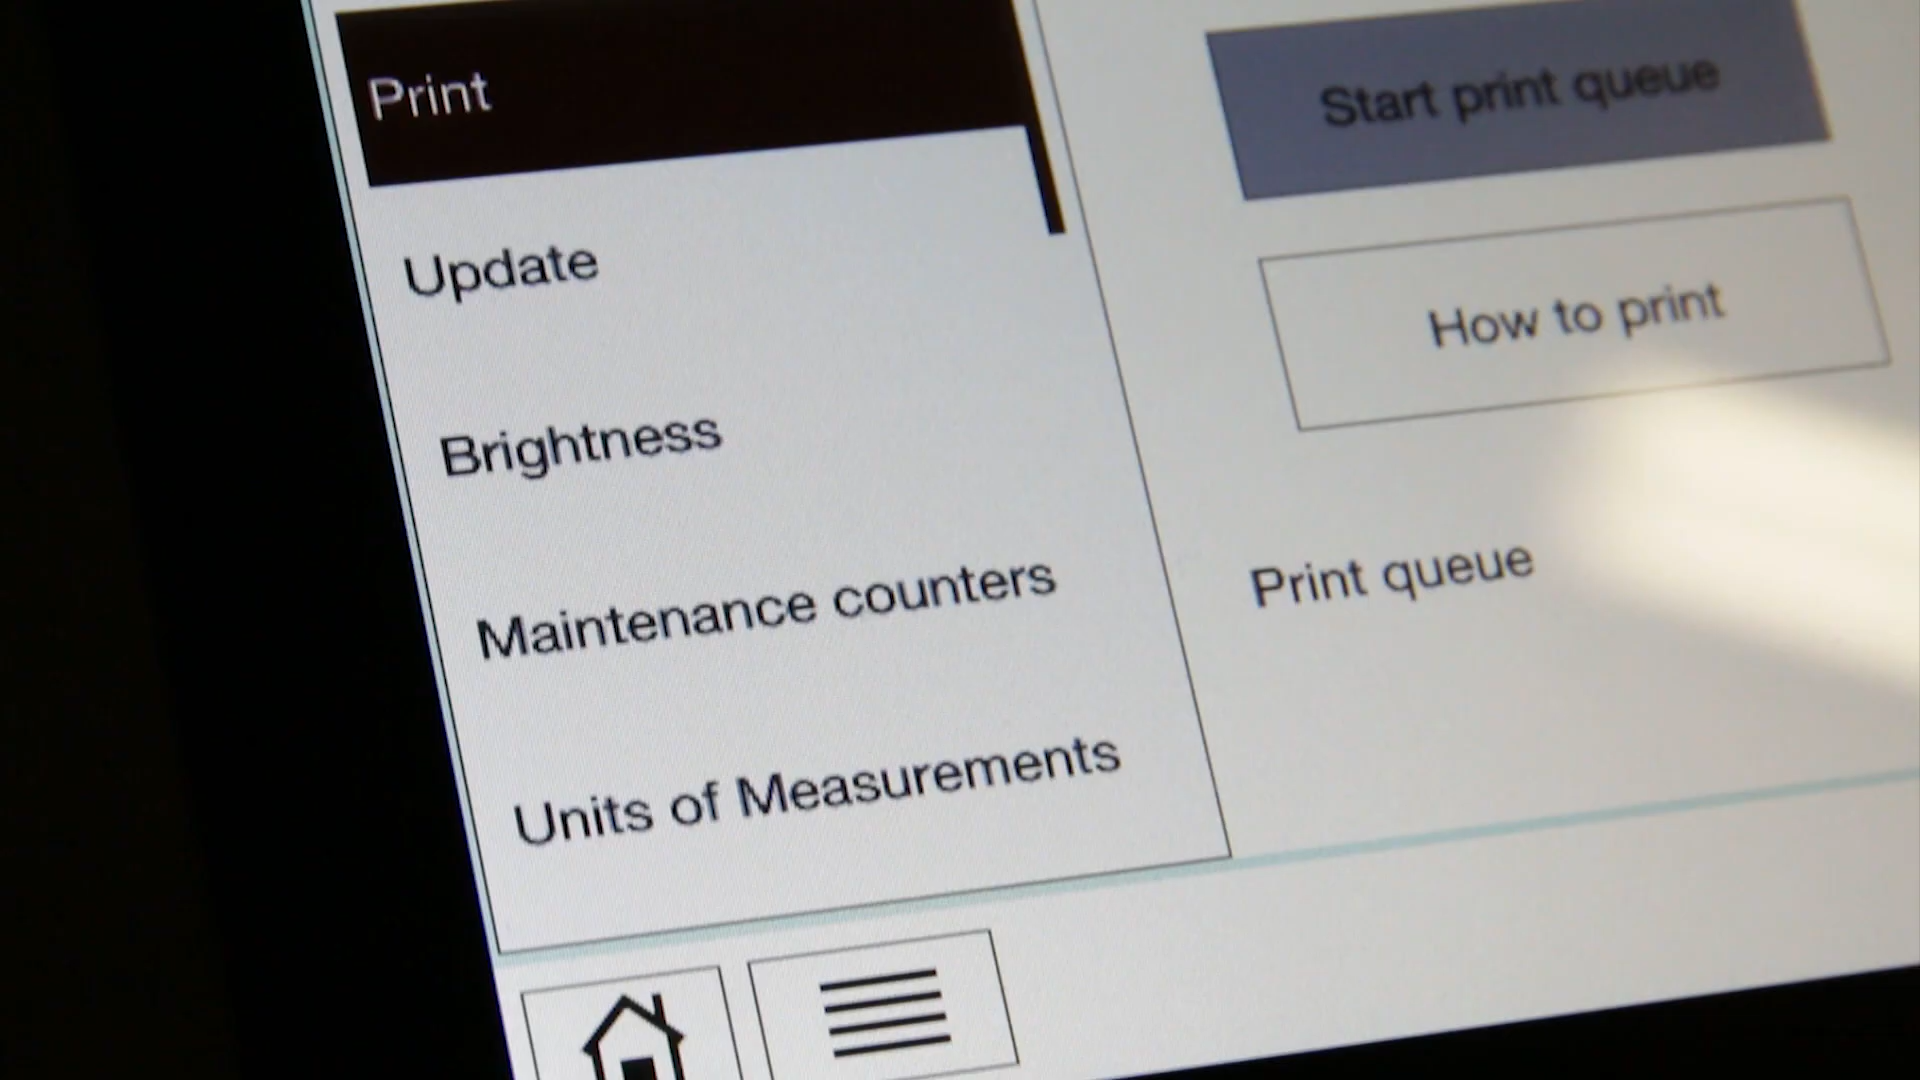 Print
Update
Brightness
Maintenance counters
Units of Measurements
Start print queue
How to print
Print queue